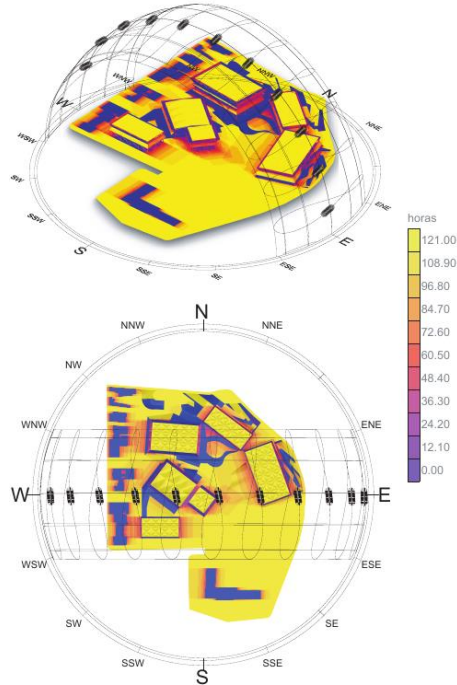 WNW
NNW
N
W
NNE
WSW
SW
ENE
SSW
E
S
ESE
SSE
SE
horas
121.00
108.90
96.80
84.70
72.60
60.50
48.40
36.30
24.20
12.10
0.00
N
NNW
NNE
NW
WNW
ENE
W
E
WSW
ESE
SW
SE
SSW
SSE
S